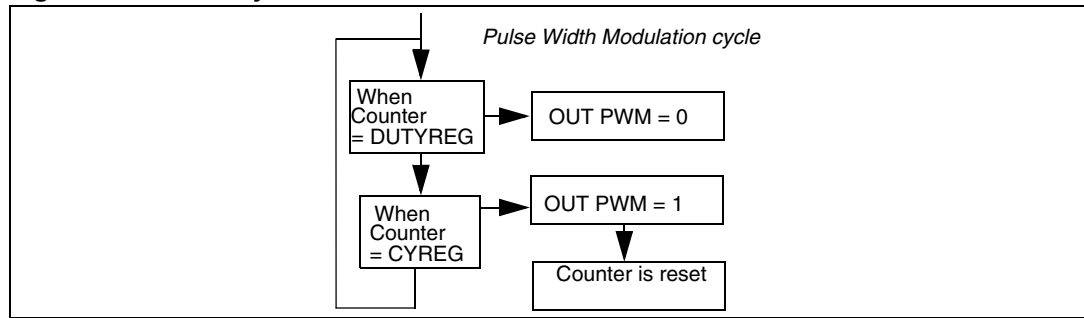 Pulse Width Modulation cycle
When
Counter
= DUTYREG
OUT PWM = 0
When
Counter
= CYREG
OUT PWM = 1
Counter is reset